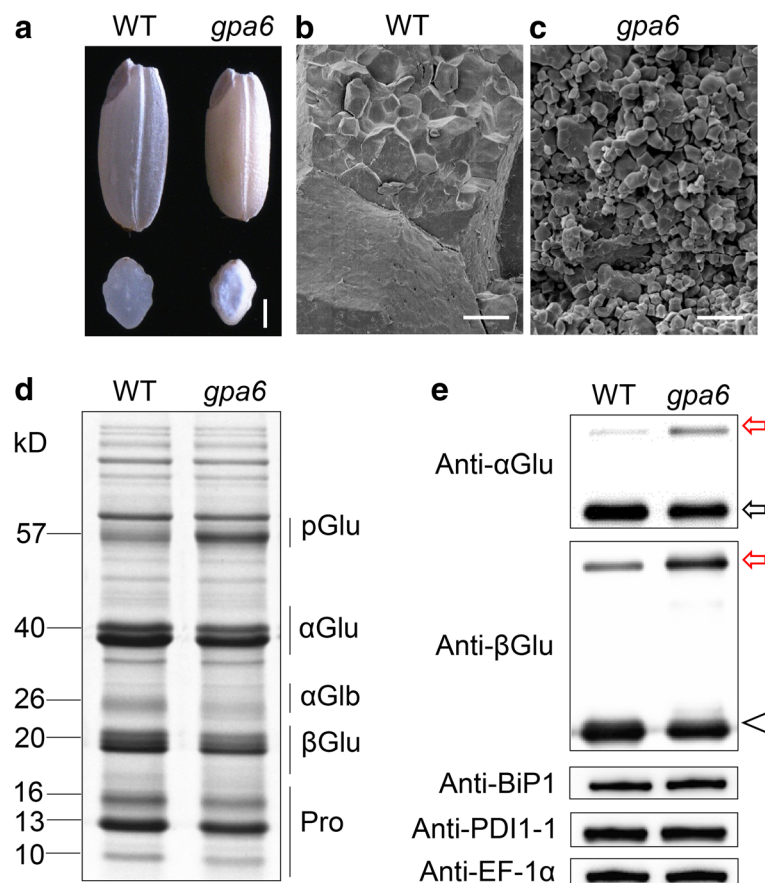 a WT gpa6
b WT
c gpa6
d WT gpa6
kD
57
40
26
20
16
13
10
pGlu
αGlu
αGlb
βGlu
Pro
e WT gpa6
Anti-αGlu
Anti-βGlu
Anti-BiP1
Anti-PDI1-1
Anti-EF-1α